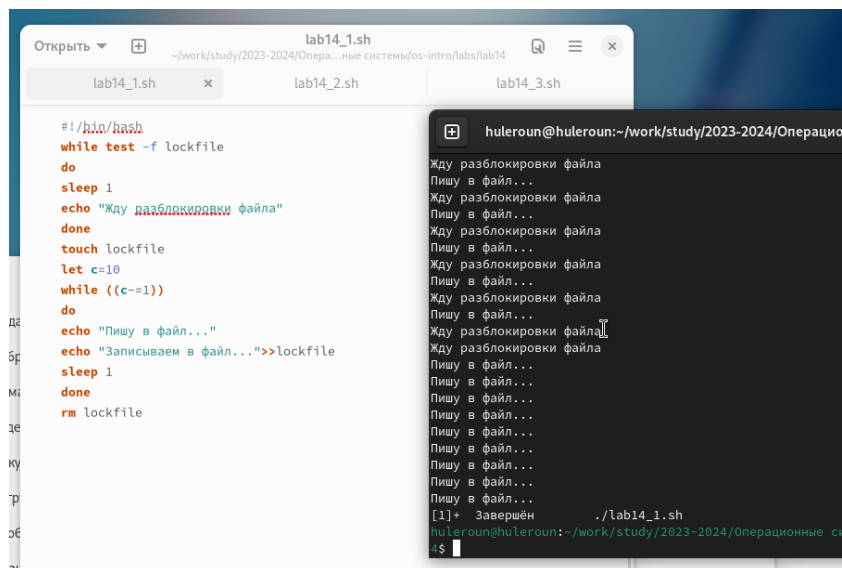 Открыть
lab14_1.sh
~/work/study/2023-2024/Опера...ные системы/os-intro/labs/lab14
lab14_1.sh
lab14_2.sh
lab14_3.sh
#!/bin/bash
while test -f lockfile
do
sleep 1
echo "Жду разблокировки файла"
done
touch lockfile
let c=10
while ((c-=1))
do
echo "Пишу в файл..."
echo "Записываем в файл...">>lockfile
sleep 1
done
rm lockfile
huleroun@huleroun:~/work/study/2023-2024/Операцио
Жду разблокировки файла
Пишу в файл...
Жду разблокировки файла
Пишу в файл...
Жду разблокировки файла
Пишу в файл...
Жду разблокировки файла
Пишу в файл...
Жду разблокировки файла
Пишу в файл...
Жду разблокировки файла
Жду разблокировки файла
Пишу в файл...
Пишу в файл...
Пишу в файл...
Пишу в файл...
Пишу в файл...
Пишу в файл...
Пишу в файл...
Пишу в файл...
Пишу в файл...
[1]+  Завершён        ./lab14_1.sh
huleroun@huleroun:~/work/study/2023-2024/Операционные си
4$